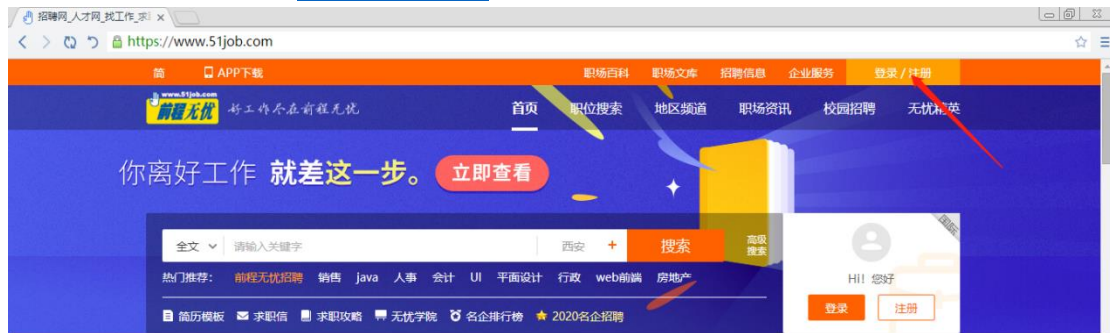 招聘网_人才网_找工作_求
https://www.51job.com
简 APP下载 职场百科 职场文库 招聘信息 企业服务 登录 / 注册
www.51job.com
前程无忧 好工作尽在前程无忧 首页 职位搜索 地区频道 职场资讯 校园招聘 无忧精英
你离好工作 就差这一步。 立即查看
全文 请输入关键字 西安 + 搜索 高级搜索
Hi! 您好
热门推荐: 前程无忧招聘 销售 java 人事 会计 UI 平面设计 行政 web前端 房地产
登录 注册
简历模板 求职信 求职攻略 无忧学院 名企排行榜 2020名企招聘